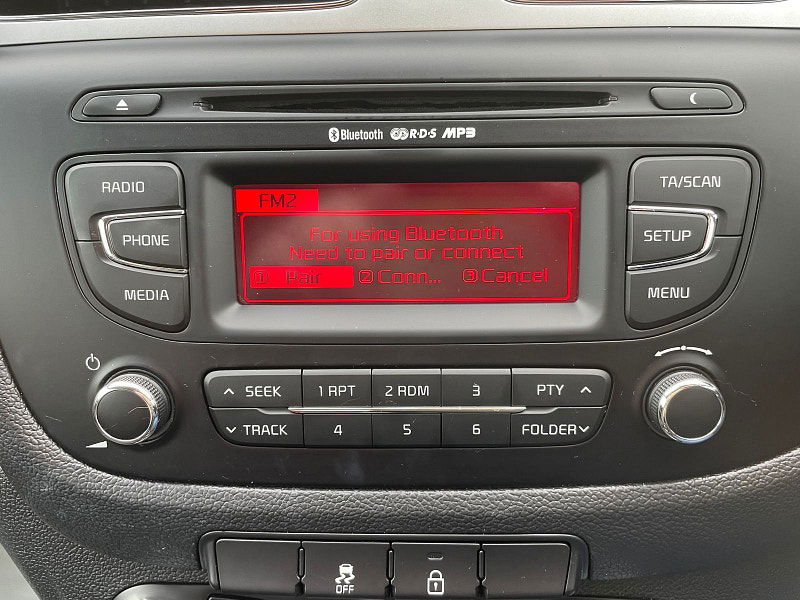 Bluetooth R·D·S MP3
RADIO
PHONE
MEDIA
FM2
For using Bluetooth
Need to pair or connect
① Pair ② Conn... ③ Cancel
TA/SCAN
SETUP
MENU
SEEK 1 RPT 2 RDM 3 PTY
TRACK 4 5 6 FOLDER
OFF